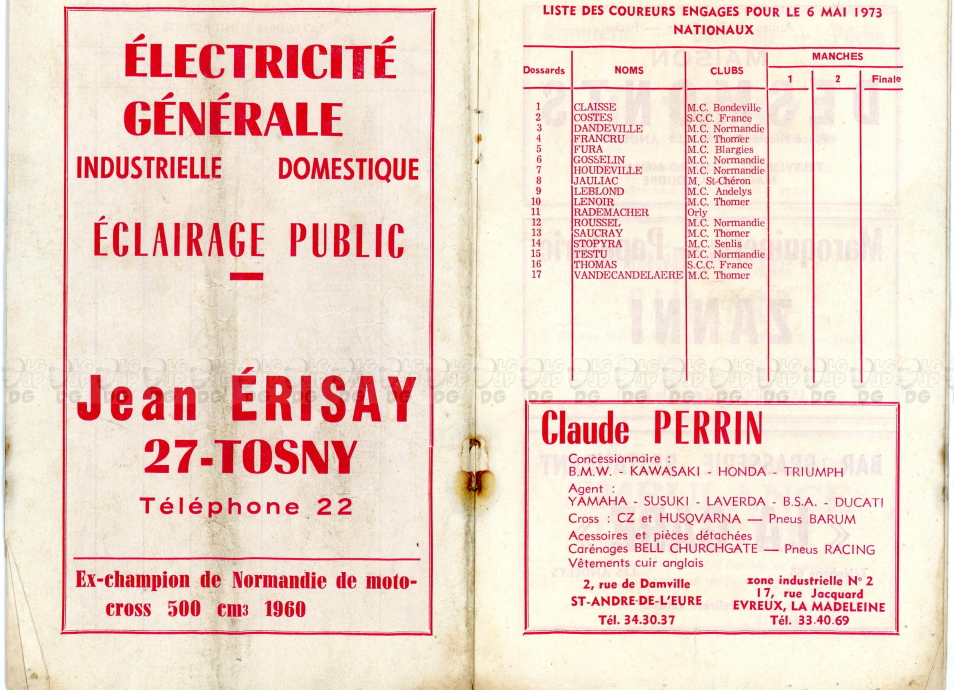 ÉLECTRICITÉ
GÉNÉRALE
INDUSTRIELLE DOMESTIQUE
ÉCLAIRAGE PUBLIC
Jean ÉRISAY
27-TOSNY
Téléphone 22
Ex-champion de Normandie de moto-
cross 500 cm3 1960
LISTE DES COUREURS ENGAGES POUR LE 6 MAI 1973
NATIONAUX
Dossards NOMS CLUBS MANCHES
1 2 Finale
1 CLAISSE M.C. Bondeville
2 COSTES S.C.C. France
3 DANDEVILLE M.C. Normandie
4 FRANCRU M.C. Thomer
5 FURA M.C. Blargies
6 GOSSELIN M.C. Normandie
7 HOUDEVILLE M.C. Normandie
8 JAULIAC M. St-Chéron
9 LEBLOND M.C. Andelys
10 LENOIR M.C. Thomer
11 RADEMACHER Orly
12 ROUSSEL M.C. Normandie
13 SAUCRAY M.C. Thomer
14 STOPYRA M.C. Senlis
15 TESTU M.C. Normandie
16 THOMAS S.C.C. France
17 VANDECANDELAERE M.C. Thomer
Claude PERRIN
Concessionnaire :
B.M.W. - KAWASAKI - HONDA - TRIUMPH
Agent :
YAMAHA - SUSUKI - LAVERDA - B.S.A. - DUCATI
Cross : CZ et HUSQVARNA — Pneus BARUM
Acessoires et pièces détachées
Carénages BELL CHURCHGATE — Pneus RACING
Vêtements cuir anglais
2, rue de Damville
ST-ANDRE-DE-L'EURE
Tél. 34.30.37
zone industrielle N° 2
17, rue Jacquard
EVREUX, LA MADELEINE
Tél. 33.40.69